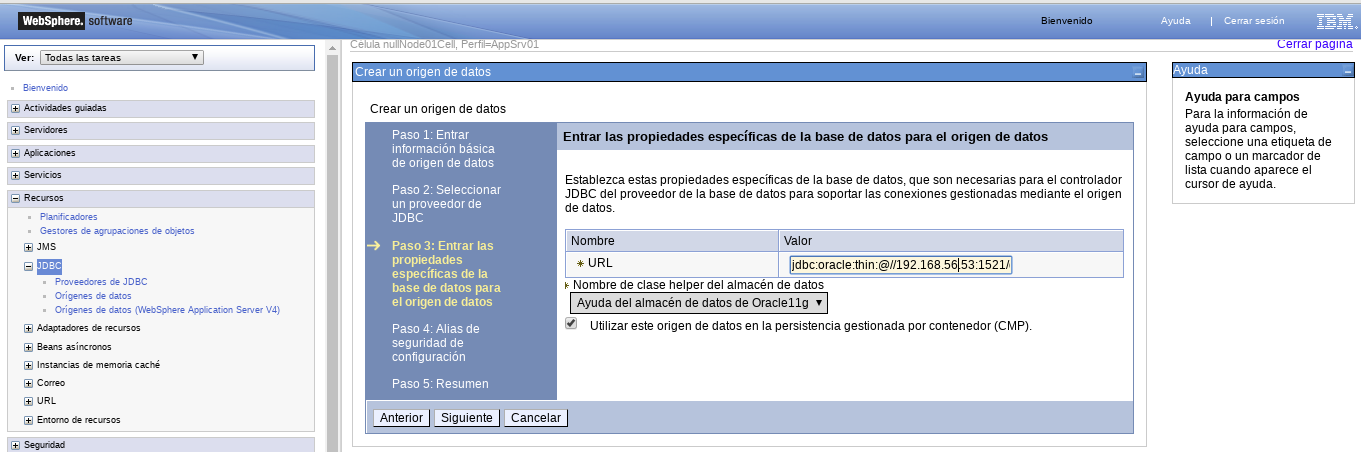 WebSphere. software
Bienvenido
Ayuda | Cerrar sesión
IBM.
Ver: Todas las tareas
Bienvenido
Actividades guiadas
Servidores
Aplicaciones
Servicios
Recursos
Planificadores
Gestores de agrupaciones de objetos
JMS
JDBC
Proveedores de JDBC
Orígenes de datos
Orígenes de datos (WebSphere Application Server V4)
Adaptadores de recursos
Beans asíncronos
Instancias de memoria caché
Correo
URL
Entorno de recursos
Seguridad
Célula nullNode01Cell, Perfil=AppSrv01
Cerrar página
Crear un origen de datos
Crear un origen de datos
Paso 1: Entrar
información básica
de origen de datos
Paso 2: Seleccionar
un proveedor de
JDBC
Paso 3: Entrar las
propiedades
específicas de la
base de datos para
el origen de datos
Paso 4: Alias de
seguridad de
configuración
Paso 5: Resumen
Entrar las propiedades específicas de la base de datos para el origen de datos
Establezca estas propiedades específicas de la base de datos, que son necesarias para el controlador
JDBC del proveedor de la base de datos para soportar las conexiones gestionadas mediante el origen
de datos.
Nombre Valor
URL jdbc:oracle:thin:@//192.168.56.53:1521/
Nombre de clase helper del almacén de datos
Ayuda del almacén de datos de Oracle11g
Utilizar este origen de datos en la persistencia gestionada por contenedor (CMP).
Anterior Siguiente Cancelar
Ayuda
Ayuda para campos
Para la información de
ayuda para campos,
seleccione una etiqueta de
campo o un marcador de
lista cuando aparece el
cursor de ayuda.